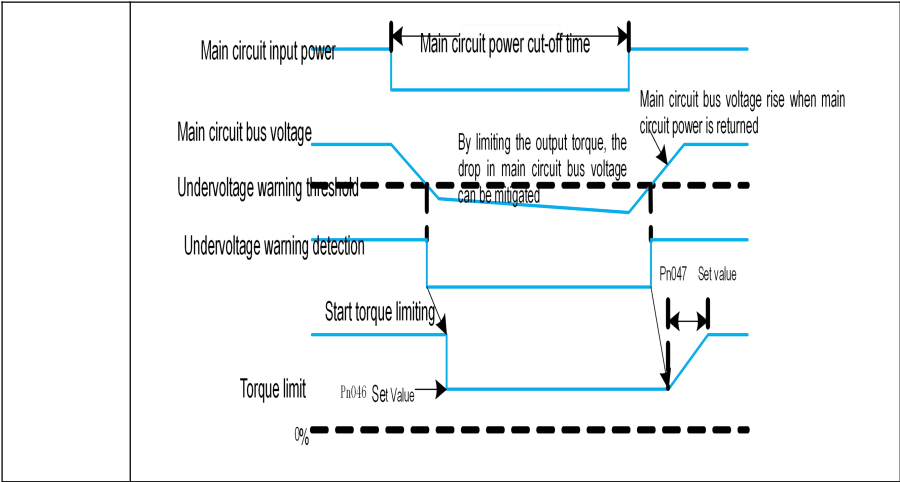 Main circuit input power
Main circuit power cut-off time
Main circuit bus voltage rise when main
circuit power is returned
Main circuit bus voltage
By limiting the output torque, the
drop in main circuit bus voltage
can be mitigated
Undervoltage warning threshold
Undervoltage warning detection
Pn047 Set value
Start torque limiting
Torque limit
Pn046 Set Value
0%